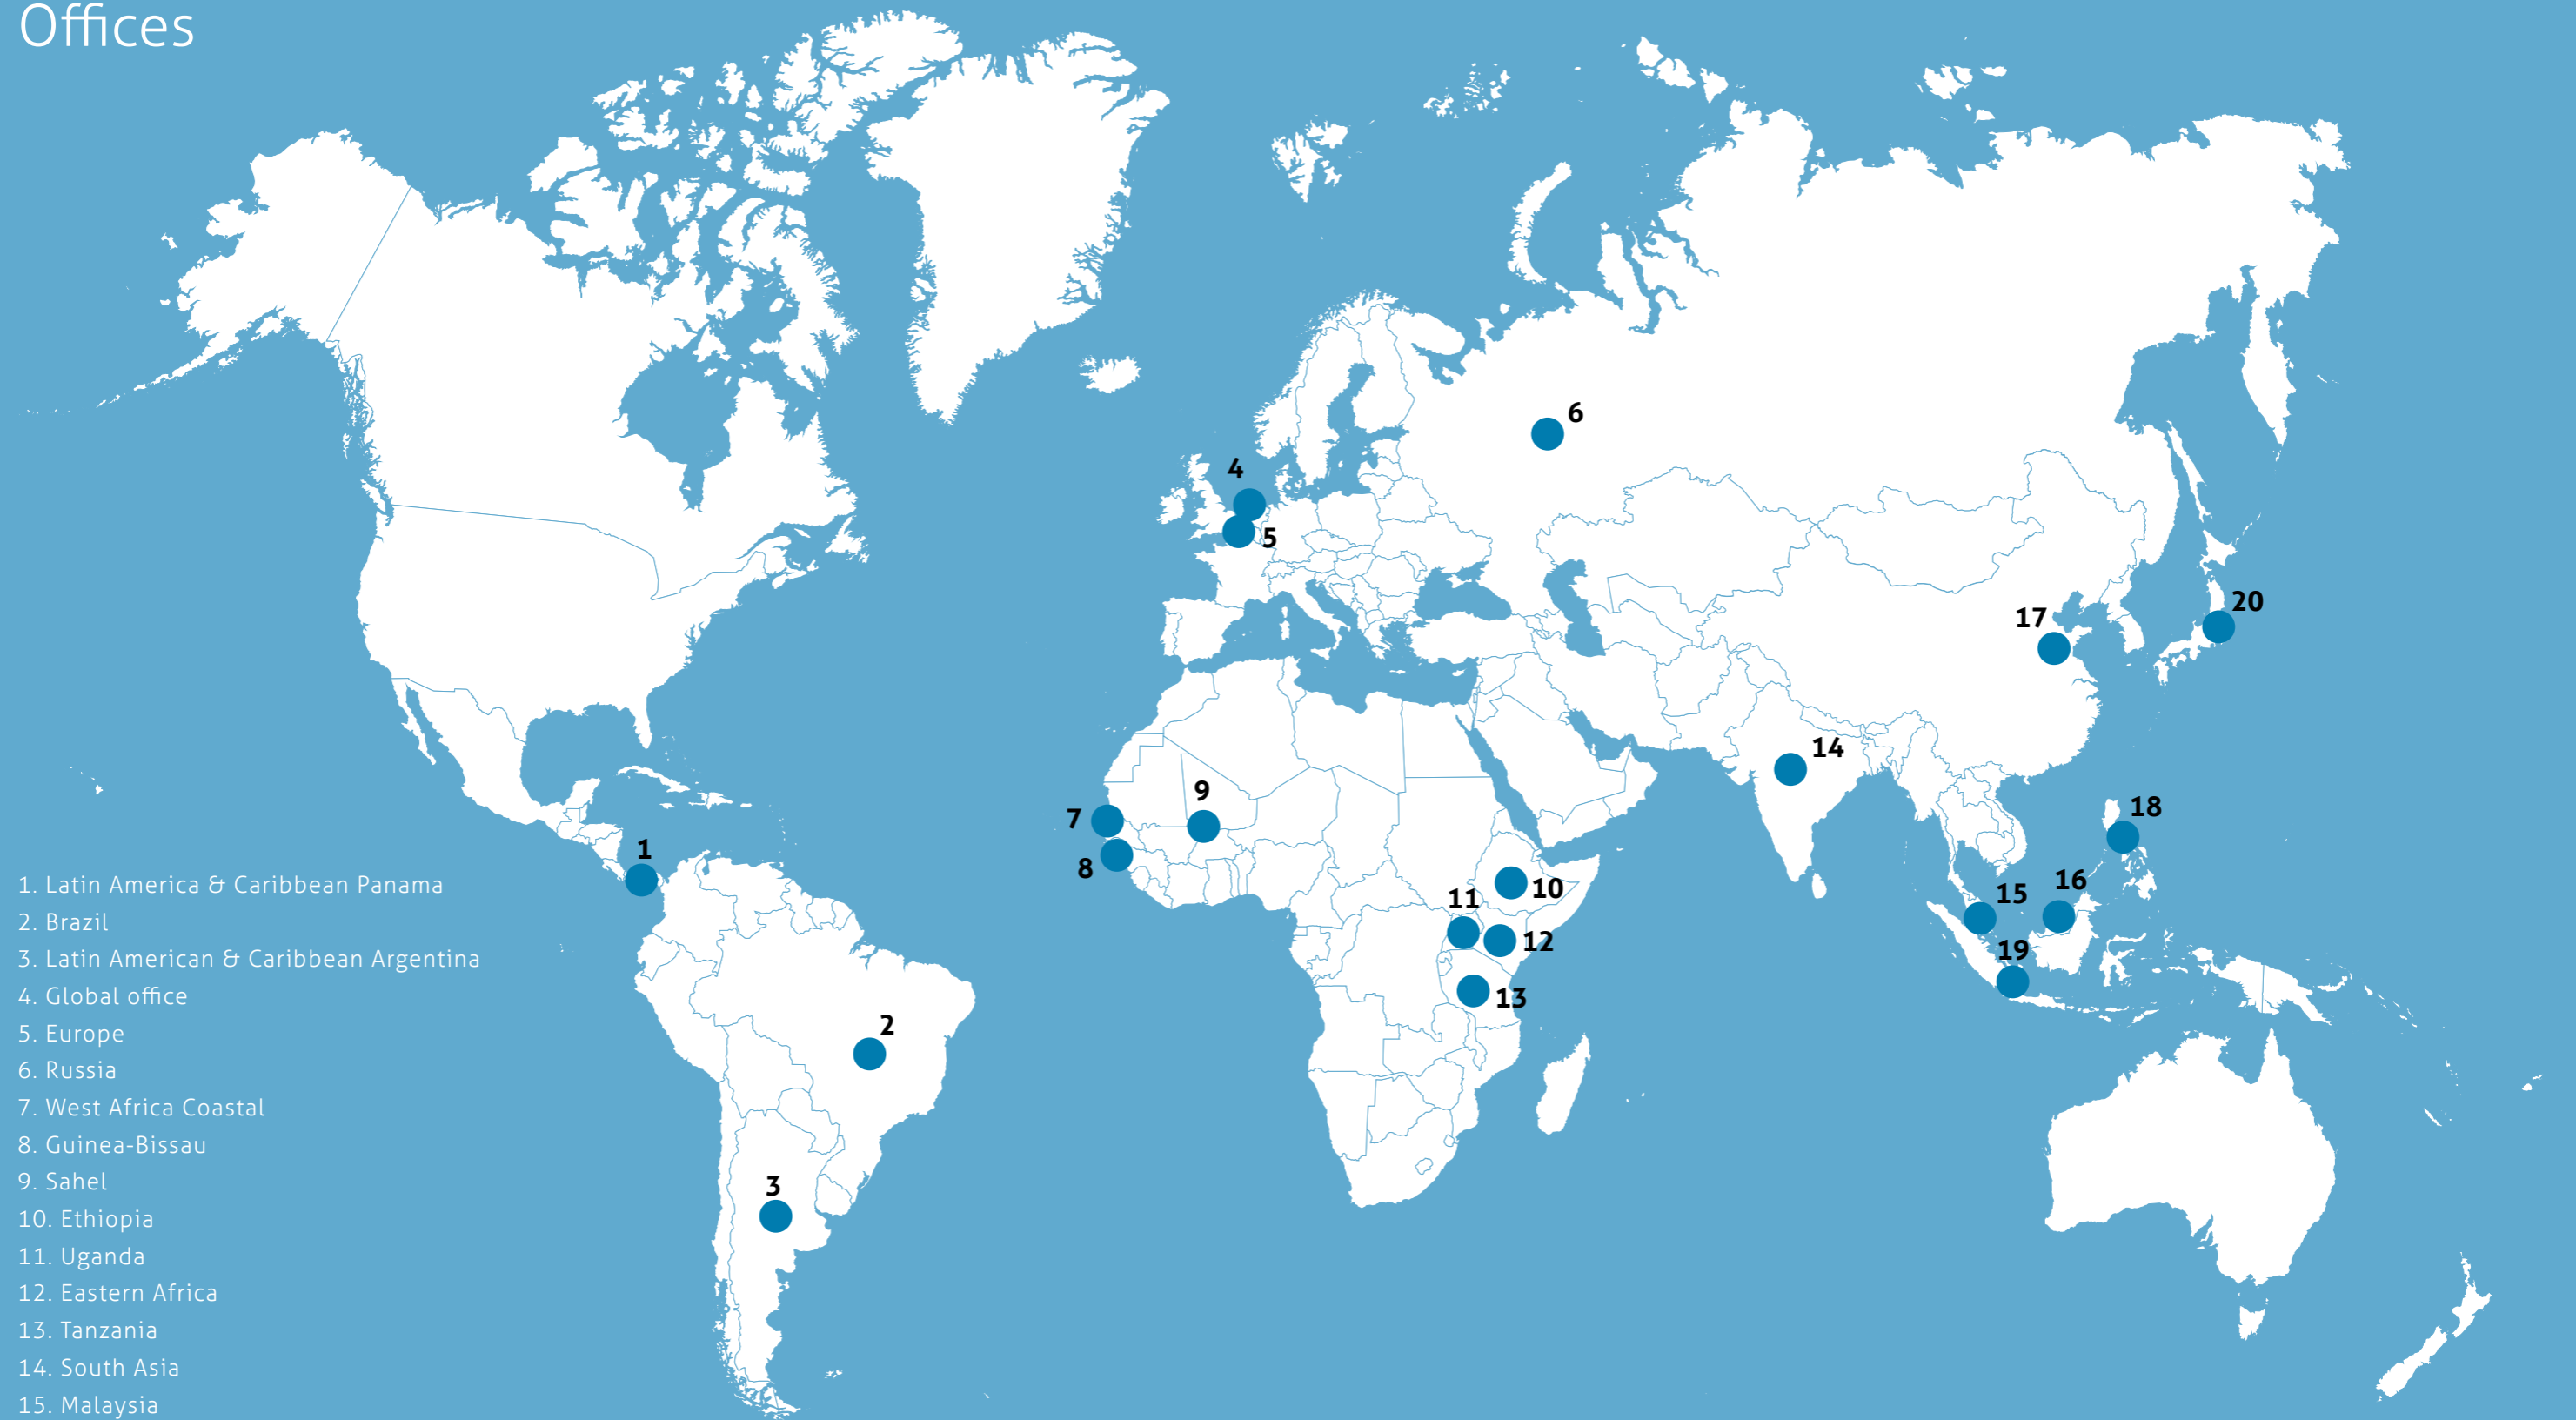 Offices
1. Latin America & Caribbean Panama
2. Brazil
3. Latin American & Caribbean Argentina
4. Global office
5. Europe
6. Russia
7. West Africa Coastal
8. Guinea-Bissau
9. Sahel
10. Ethiopia
11. Uganda
12. Eastern Africa
13. Tanzania
14. South Asia
15. Malaysia
1
2
3
4
5
6
7
8
9
10
11
12
13
14
15
16
17
18
19
20